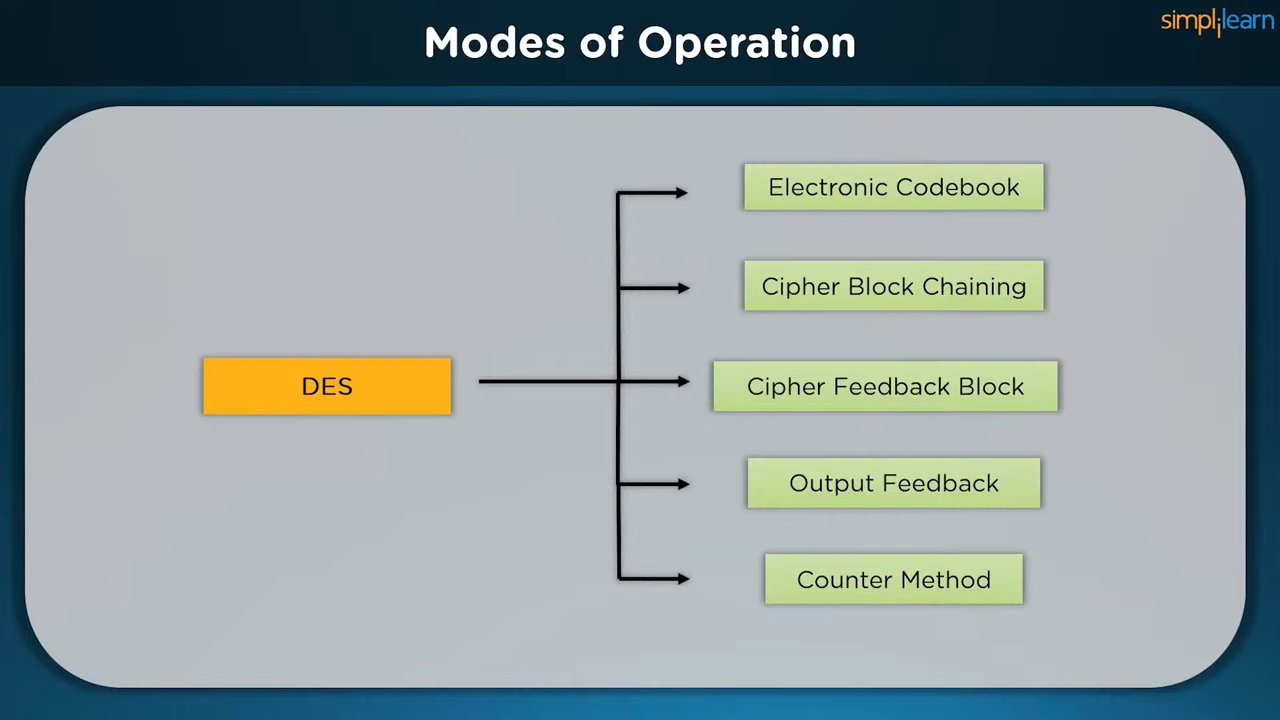 simplilearn
Modes of Operation
Electronic Codebook
Cipher Block Chaining
DES
Cipher Feedback Block
Output Feedback
Counter Method